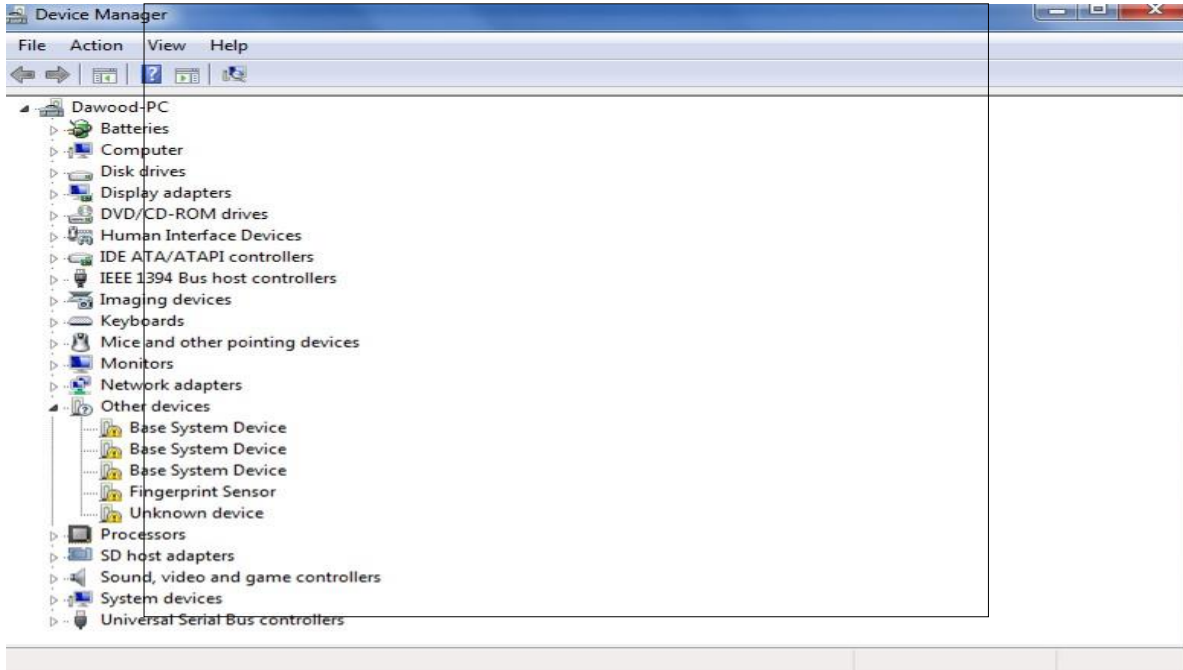 Device Manager
File Action View Help
Dawood-PC
Batteries
Computer
Disk drives
Display adapters
DVD/CD-ROM drives
Human Interface Devices
IDE ATA/ATAPI controllers
IEEE 1394 Bus host controllers
Imaging devices
Keyboards
Mice and other pointing devices
Monitors
Network adapters
Other devices
Base System Device
Base System Device
Base System Device
Fingerprint Sensor
Unknown device
Processors
SD host adapters
Sound, video and game controllers
System devices
Universal Serial Bus controllers